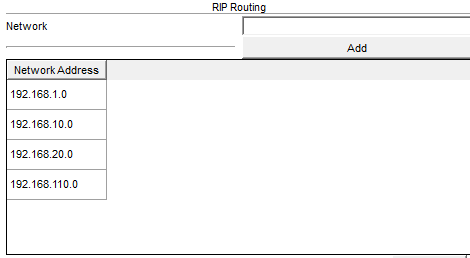 RIP Routing
Network
Add
Network Address
192.168.1.0
192.168.10.0
192.168.20.0
192.168.110.0